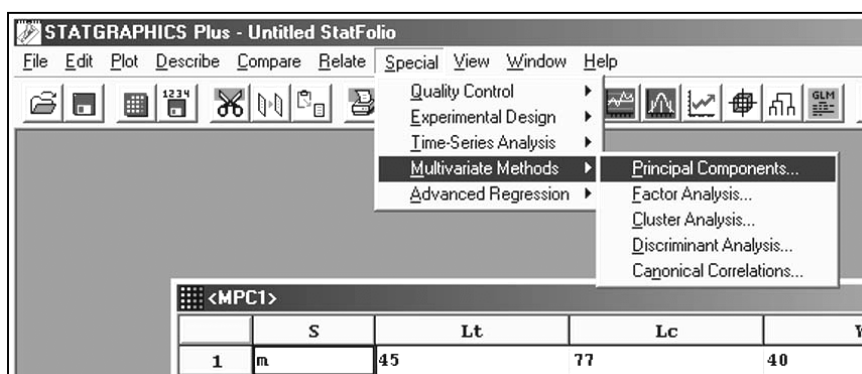 STATGRAPHICS Plus - Untitled StatFolio
File Edit Plot Describe Compare Relate Special View Window Help
1234
GLM
Quality Control
Experimental Design
Time-Series Analysis
Multivariate Methods
Advanced Regression
Principal Components...
Factor Analysis...
Cluster Analysis...
Discriminant Analysis...
Canonical Correlations...
<MPC1>
S Lt Lc
1 m 45 77 40